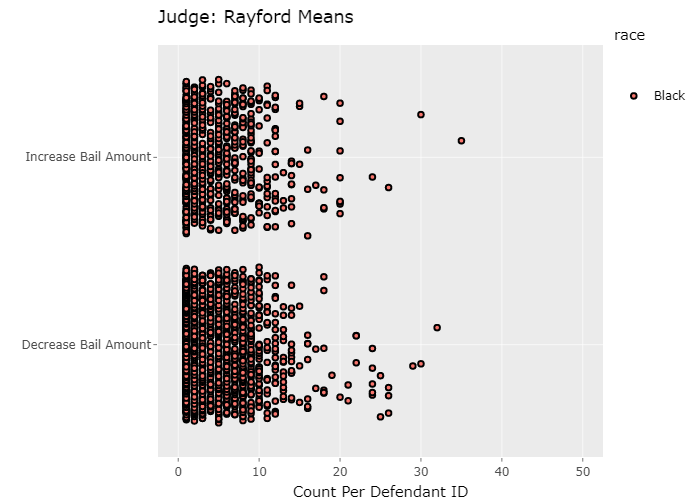 Judge: Rayford Means
race
Black
Increase Bail Amount
Decrease Bail Amount
0 10 20 30 40 50
Count Per Defendant ID